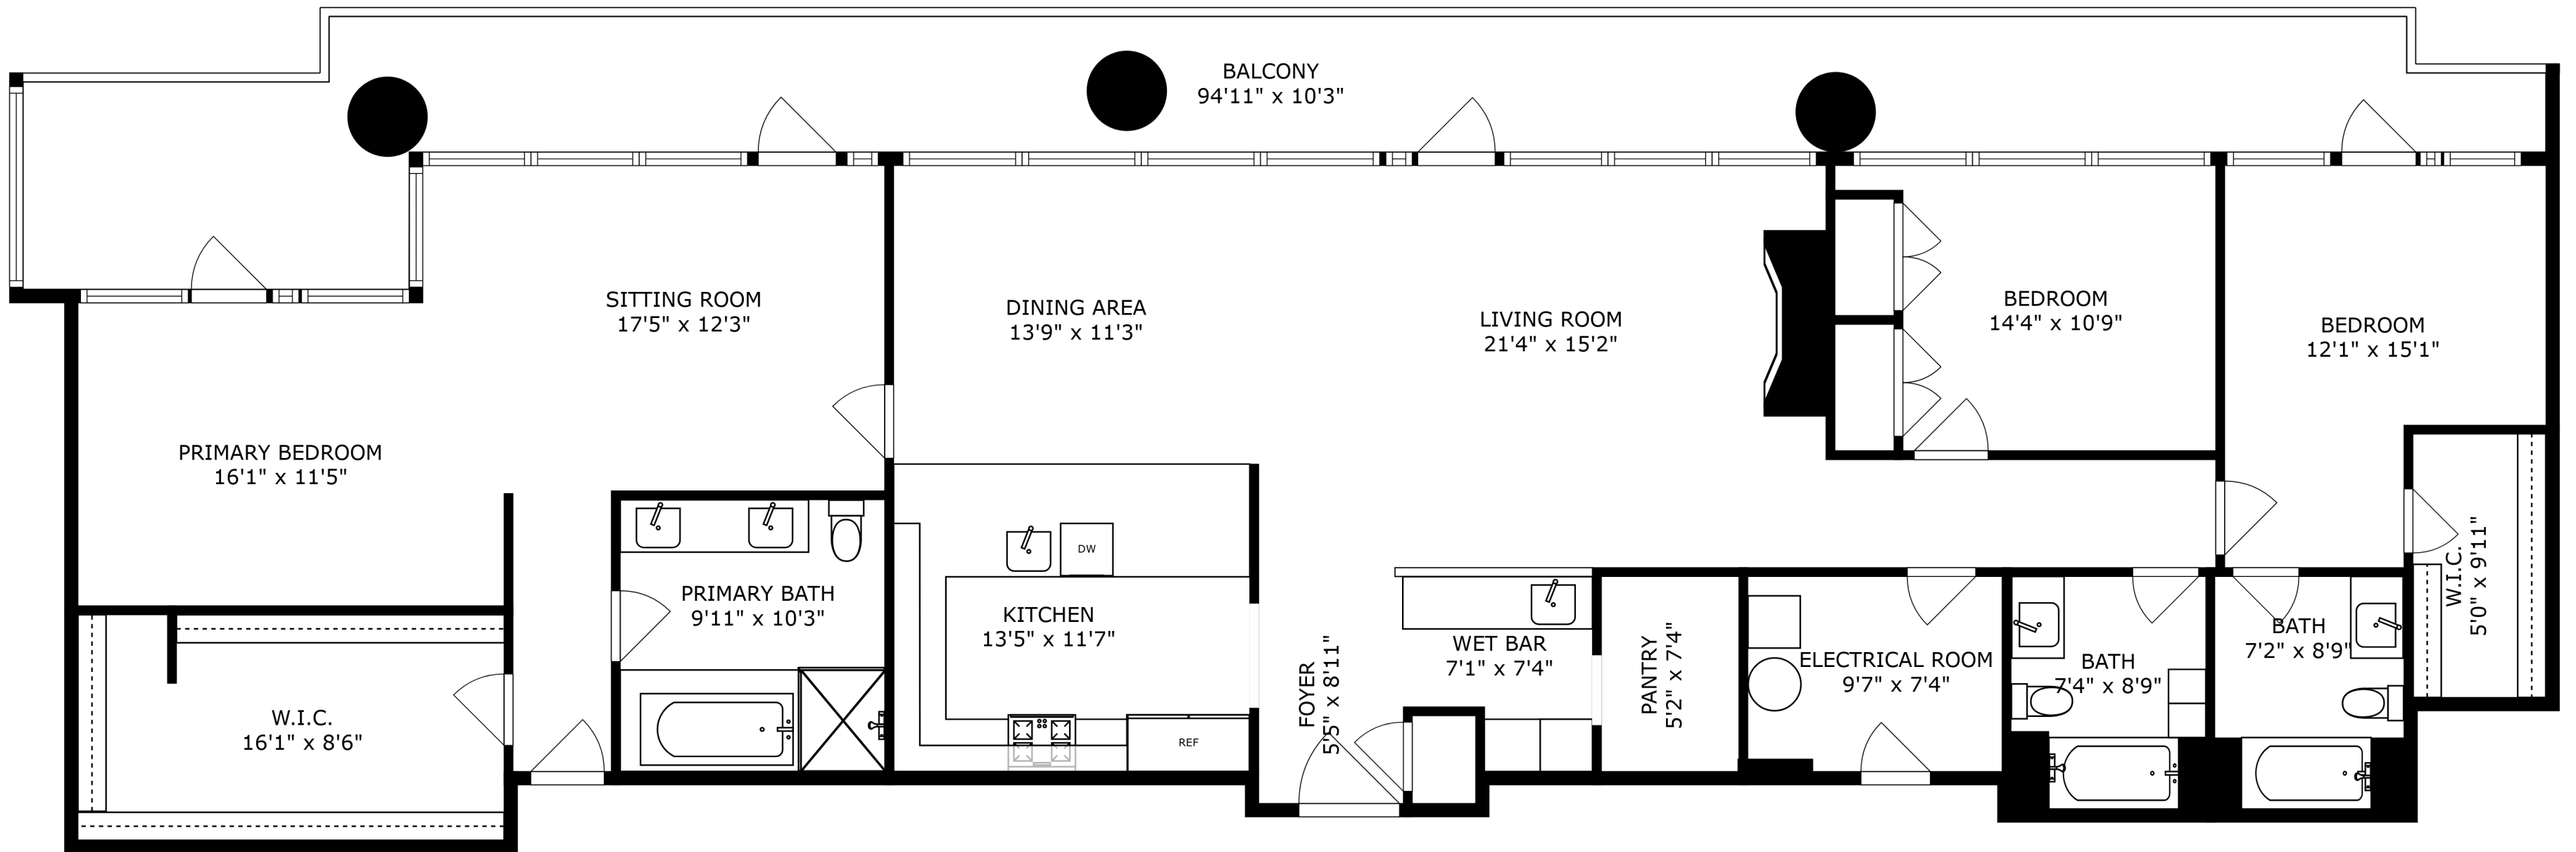 BALCONY
94'11" x 10'3"
SITTING ROOM
17'5" x 12'3"
DINING AREA
13'9" x 11'3"
LIVING ROOM
21'4" x 15'2"
BEDROOM
14'4" x 10'9"
BEDROOM
12'1" x 15'1"
PRIMARY BEDROOM
16'1" x 11'5"
DW
PRIMARY BATH
9'11" x 10'3"
KITCHEN
13'5" x 11'7"
REF
FOYER
5'5" x 8'11"
WET BAR
7'1" x 7'4"
PANTRY
5'2" x 7'4"
ELECTRICAL ROOM
9'7" x 7'4"
BATH
7'4" x 8'9"
BATH
7'2" x 8'9"
W.I.C.
5'0" x 9'11"
W.I.C.
16'1" x 8'6"